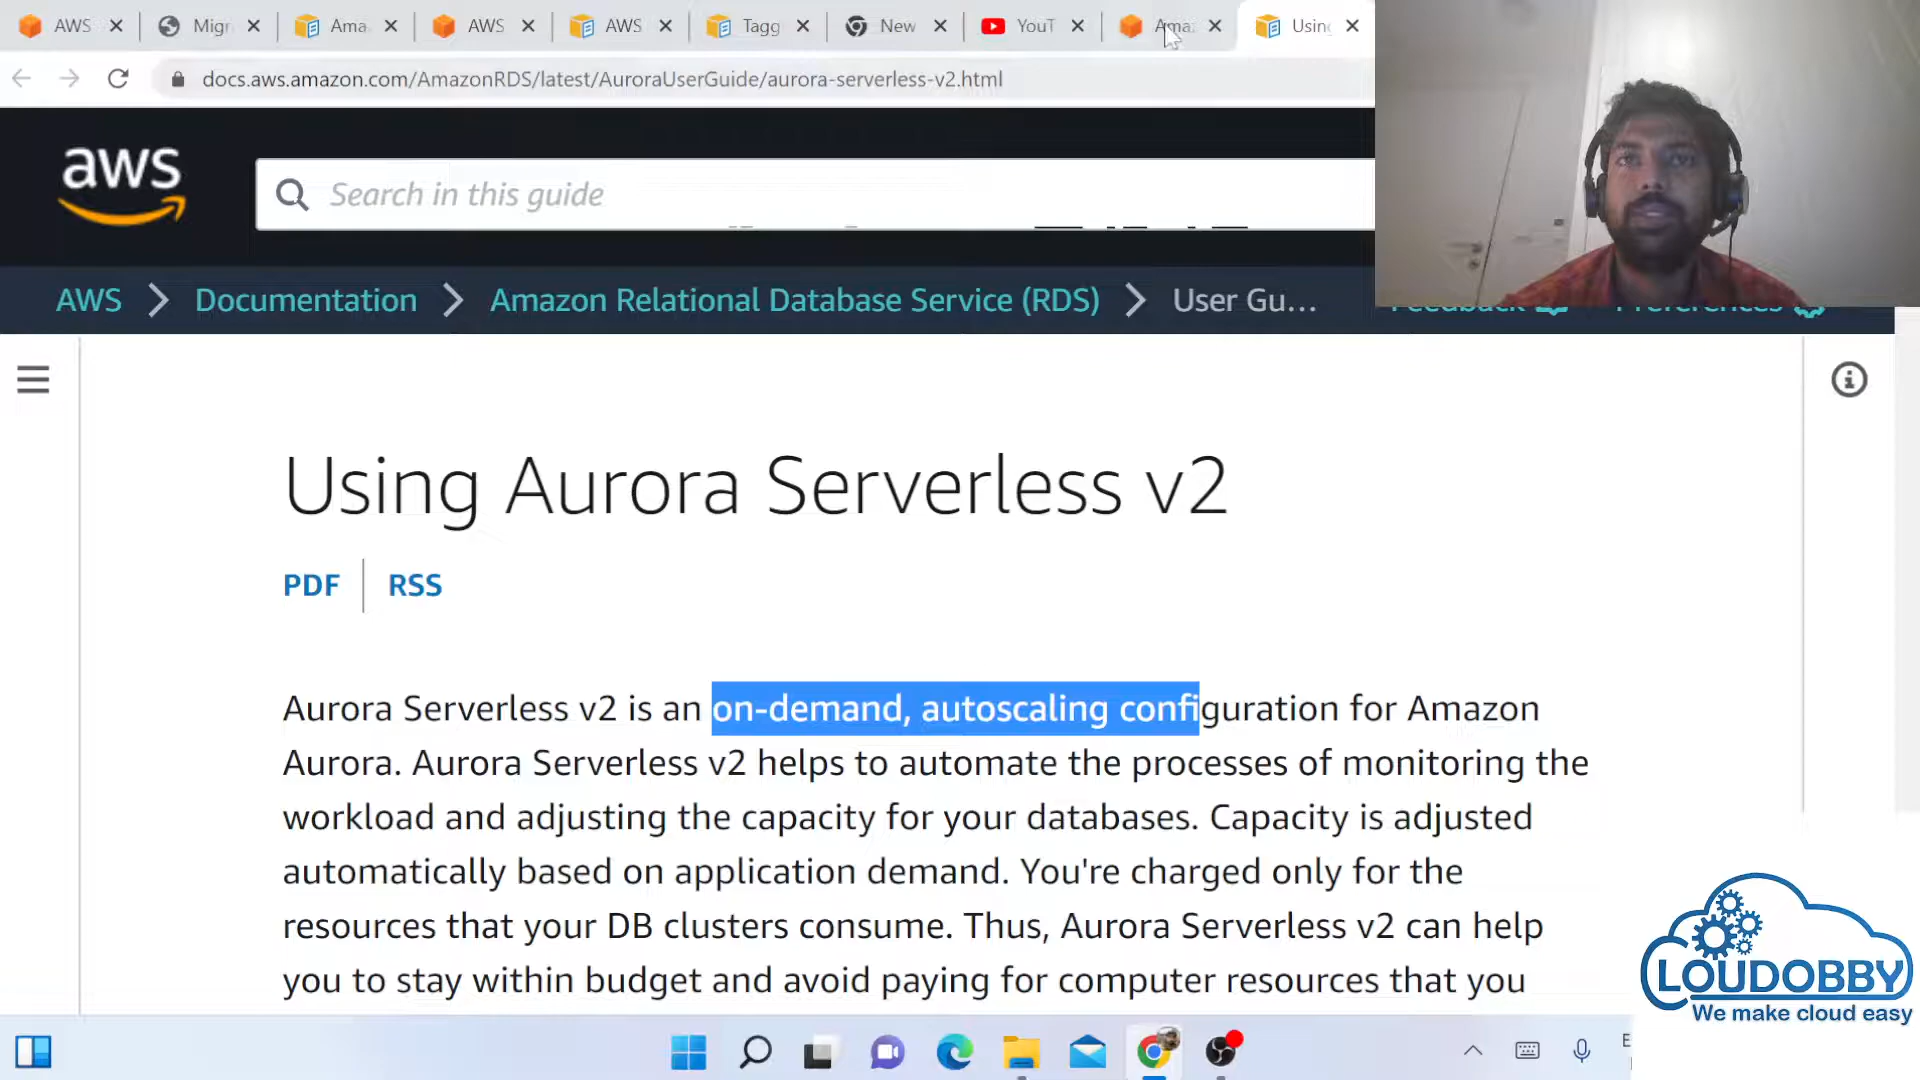 AWS
Migr
Ama
AWS
AWS
Tagg
New
YouT
Ama
Using
docs.aws.amazon.com/AmazonRDS/latest/AuroraUserGuide/aurora-serverless-v2.html
aws
Search in this guide
AWS > Documentation > Amazon Relational Database Service (RDS) > User Gu...
Feedback
Preferences
Using Aurora Serverless v2
PDF | RSS
Aurora Serverless v2 is an on-demand, autoscaling configuration for Amazon
Aurora. Aurora Serverless v2 helps to automate the processes of monitoring the
workload and adjusting the capacity for your databases. Capacity is adjusted
automatically based on application demand. You're charged only for the
resources that your DB clusters consume. Thus, Aurora Serverless v2 can help
you to stay within budget and avoid paying for computer resources that you
CLOUDOBBY
We make cloud easy